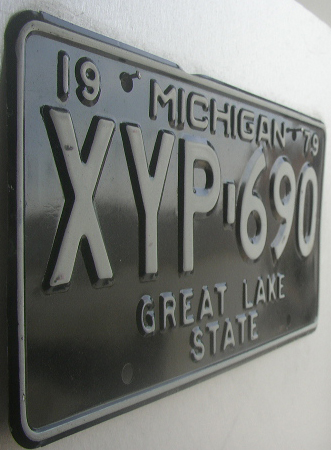 19 MICHIGAN 79
XYP-690
GREAT LAKE
STATE